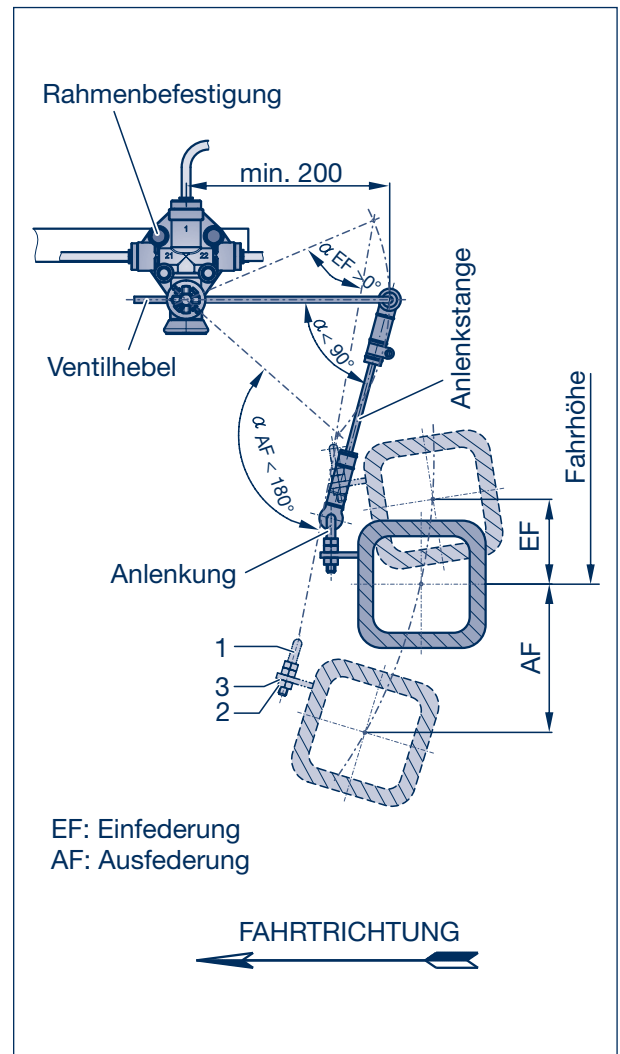 Rahmenbefestigung
min. 200
1
21 22
α EF >0°
Ventilhebel
α < 90°
Anlenkstange
α AF < 180°
Fahrhöhe
EF
Anlenkung
AF
1
3
2
EF: Einfederung
AF: Ausfederung
FAHRTRICHTUNG